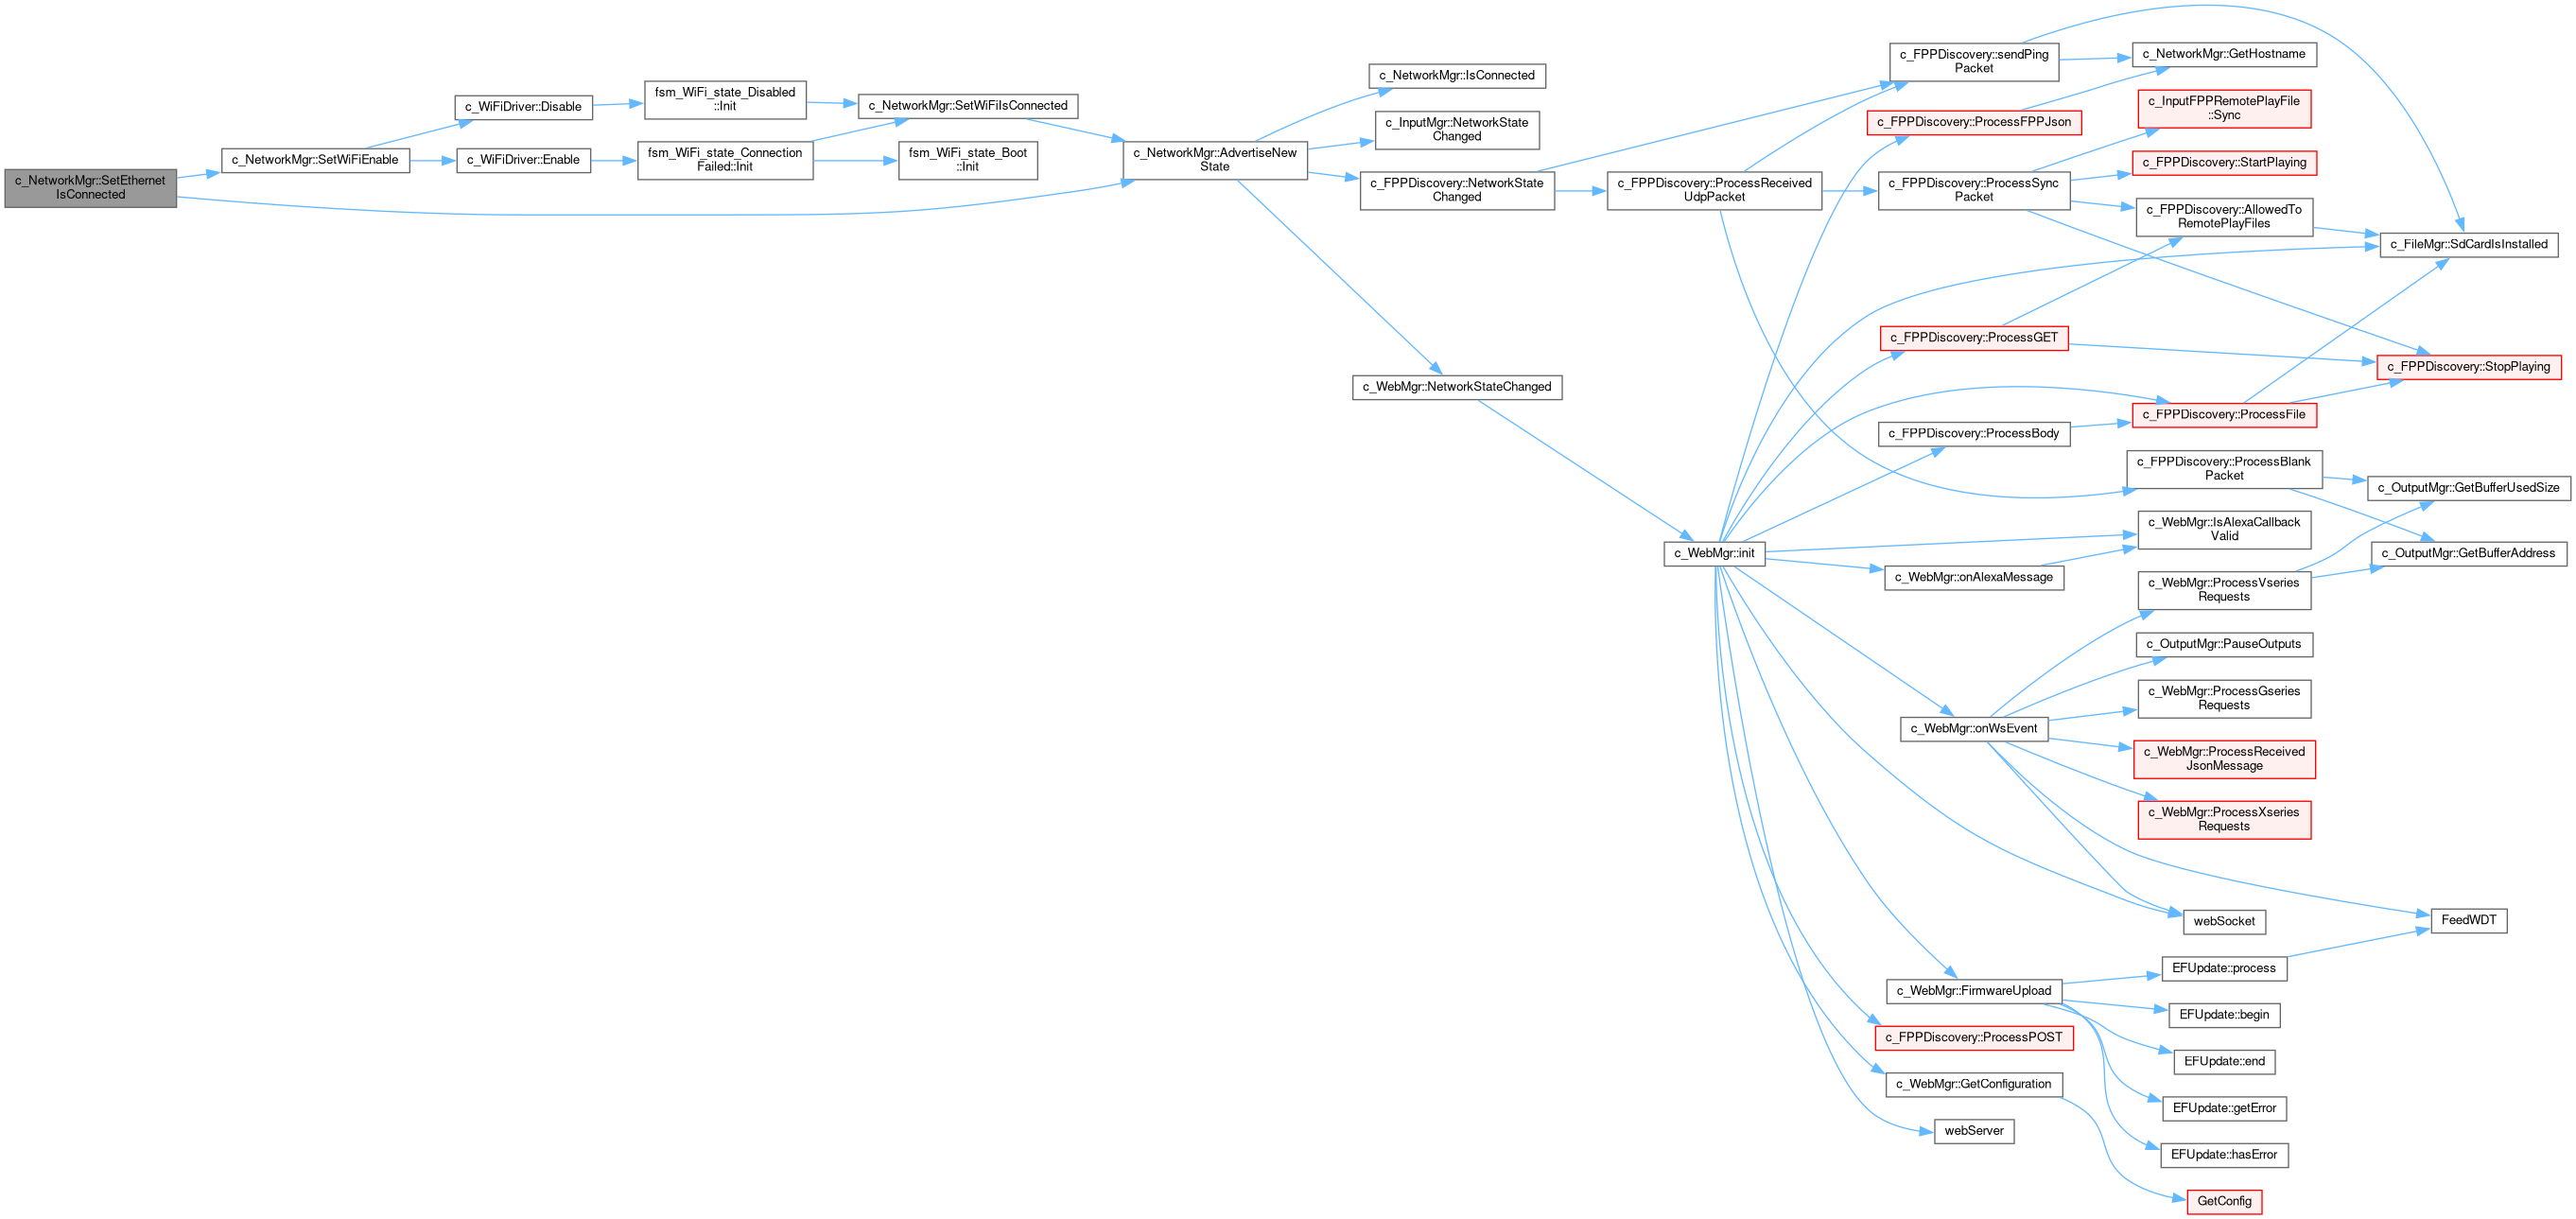 c_NetworkMgr::SetEthernet
IsConnected
c_NetworkMgr::SetWiFiEnable
c_WiFiDriver::Disable
c_WiFiDriver::Enable
fsm_WiFi_state_Disabled
::Init
fsm_WiFi_state_Connection
Failed::Init
c_NetworkMgr::SetWiFiIsConnected
fsm_WiFi_state_Boot
::Init
c_NetworkMgr::AdvertiseNew
State
c_NetworkMgr::IsConnected
c_InputMgr::NetworkState
Changed
c_FPPDiscovery::NetworkState
Changed
c_WebMgr::NetworkStateChanged
c_FPPDiscovery::ProcessReceived
UdpPacket
c_WebMgr::init
c_FPPDiscovery::sendPing
Packet
c_FPPDiscovery::ProcessFPPJson
c_FPPDiscovery::ProcessSync
Packet
c_FPPDiscovery::ProcessGET
c_FPPDiscovery::ProcessBody
c_WebMgr::onAlexaMessage
c_WebMgr::onWsEvent
c_WebMgr::FirmwareUpload
c_FPPDiscovery::ProcessPOST
c_WebMgr::GetConfiguration
webServer
c_NetworkMgr::GetHostname
c_InputFPPRemotePlayFile
::Sync
c_FPPDiscovery::StartPlaying
c_FPPDiscovery::AllowedTo
RemotePlayFiles
c_FPPDiscovery::ProcessFile
c_FPPDiscovery::ProcessBlank
Packet
c_WebMgr::IsAlexaCallback
Valid
c_WebMgr::ProcessVseries
Requests
c_OutputMgr::PauseOutputs
c_WebMgr::ProcessGseries
Requests
c_WebMgr::ProcessReceived
JsonMessage
c_WebMgr::ProcessXseries
Requests
webSocket
EFUpdate::process
EFUpdate::begin
EFUpdate::end
EFUpdate::getError
EFUpdate::hasError
GetConfig
c_FileMgr::SdCardIsInstalled
c_FPPDiscovery::StopPlaying
c_OutputMgr::GetBufferUsedSize
c_OutputMgr::GetBufferAddress
FeedWDT